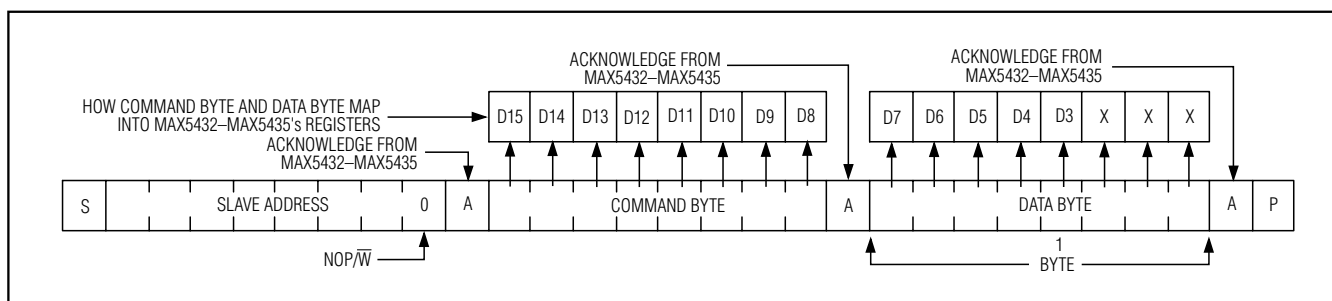 ACKNOWLEDGE FROM
MAX5432–MAX5435
ACKNOWLEDGE FROM
MAX5432–MAX5435
HOW COMMAND BYTE AND DATA BYTE MAP
INTO MAX5432–MAX5435's REGISTERS
D15 D14 D13 D12 D11 D10 D9 D8
D7 D6 D5 D4 D3 X X X
ACKNOWLEDGE FROM
MAX5432–MAX5435
S SLAVE ADDRESS 0 A COMMAND BYTE A DATA BYTE A P
NOP/W̅
1
BYTE